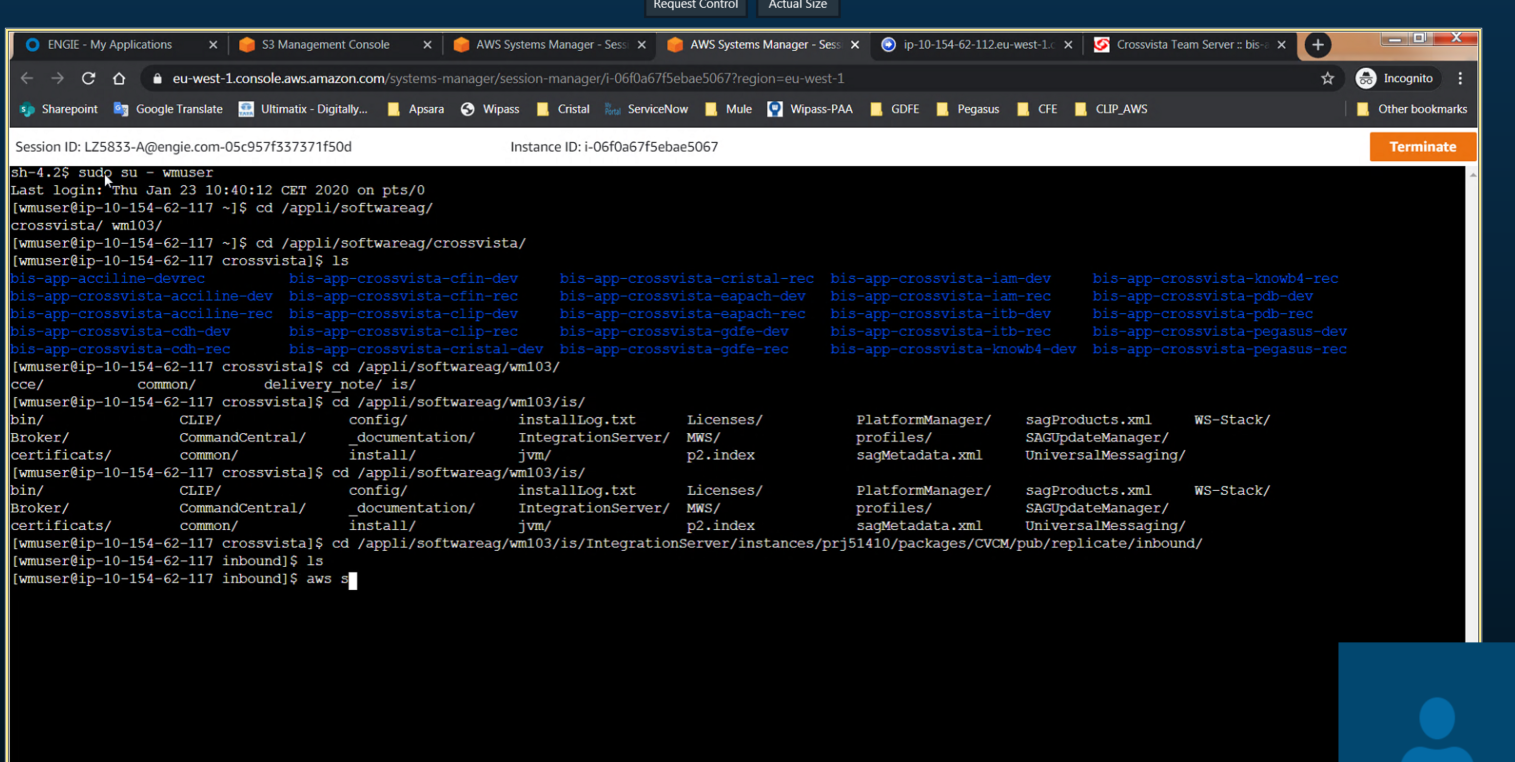 Request Control Actual Size
ENGIE - My Applications S3 Management Console AWS Systems Manager - Sess AWS Systems Manager - Sess ip-10-154-62-112.eu-west-1.c Crossvista Team Server :: bis-a
eu-west-1.console.aws.amazon.com/systems-manager/session-manager/i-06f0a67f5ebae5067?region=eu-west-1 Incognito
Sharepoint Google Translate Ultimatix - Digitally... Apsara Wipass Cristal ServiceNow Mule Wipass-PAA GDFE Pegasus CFE CLIP_AWS Other bookmarks
Session ID: LZ5833-A@engie.com-05c957f337371f50d Instance ID: i-06f0a67f5ebae5067 Terminate
sh-4.2$ sudo su - wmuser
Last login: Thu Jan 23 10:40:12 CET 2020 on pts/0
[wmuser@ip-10-154-62-117 ~]$ cd /appli/softwareag/
crossvista/ wm103/
[wmuser@ip-10-154-62-117 ~]$ cd /appli/softwareag/crossvista/
[wmuser@ip-10-154-62-117 crossvista]$ ls
bis-app-acciline-devrec bis-app-crossvista-cfin-dev bis-app-crossvista-cristal-rec bis-app-crossvista-iam-dev bis-app-crossvista-knowb4-rec
bis-app-crossvista-acciline-dev bis-app-crossvista-cfin-rec bis-app-crossvista-eapach-dev bis-app-crossvista-iam-rec bis-app-crossvista-pdb-dev
bis-app-crossvista-acciline-rec bis-app-crossvista-clip-dev bis-app-crossvista-eapach-rec bis-app-crossvista-itb-dev bis-app-crossvista-pdb-rec
bis-app-crossvista-cdh-dev bis-app-crossvista-clip-rec bis-app-crossvista-gdfe-dev bis-app-crossvista-itb-rec bis-app-crossvista-pegasus-dev
bis-app-crossvista-cdh-rec bis-app-crossvista-cristal-dev bis-app-crossvista-gdfe-rec bis-app-crossvista-knowb4-dev bis-app-crossvista-pegasus-rec
[wmuser@ip-10-154-62-117 crossvista]$ cd /appli/softwareag/wm103/
cce/ common/ delivery_note/ is/
[wmuser@ip-10-154-62-117 crossvista]$ cd /appli/softwareag/wm103/is/
bin/ CLIP/ config/ installLog.txt Licenses/ PlatformManager/ sagProducts.xml WS-Stack/
Broker/ CommandCentral/ _documentation/ IntegrationServer/ MWS/ profiles/ SAGUpdateManager/
certificats/ common/ install/ jvm/ p2.index sagMetadata.xml UniversalMessaging/
[wmuser@ip-10-154-62-117 crossvista]$ cd /appli/softwareag/wm103/is/
bin/ CLIP/ config/ installLog.txt Licenses/ PlatformManager/ sagProducts.xml WS-Stack/
Broker/ CommandCentral/ _documentation/ IntegrationServer/ MWS/ profiles/ SAGUpdateManager/
certificats/ common/ install/ jvm/ p2.index sagMetadata.xml UniversalMessaging/
[wmuser@ip-10-154-62-117 crossvista]$ cd /appli/softwareag/wm103/is/IntegrationServer/instances/prj51410/packages/CVCM/pub/replicate/inbound/
[wmuser@ip-10-154-62-117 inbound]$ ls
[wmuser@ip-10-154-62-117 inbound]$ aws s